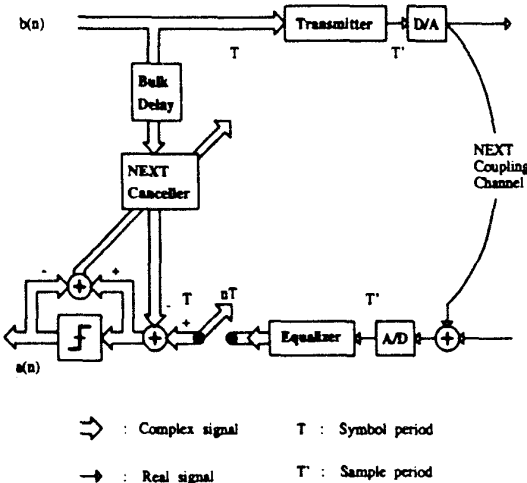 b(n)
Transmitter
D/A
T
T'
Bulk
Delay
NEXT
Canceller
NEXT
Coupling
Channel
-
+
T
nT
T'
-
+
+
+
Equalizer
A/D
+
a(n)
: Complex signal
T : Symbol period
: Real signal
T' : Sample period